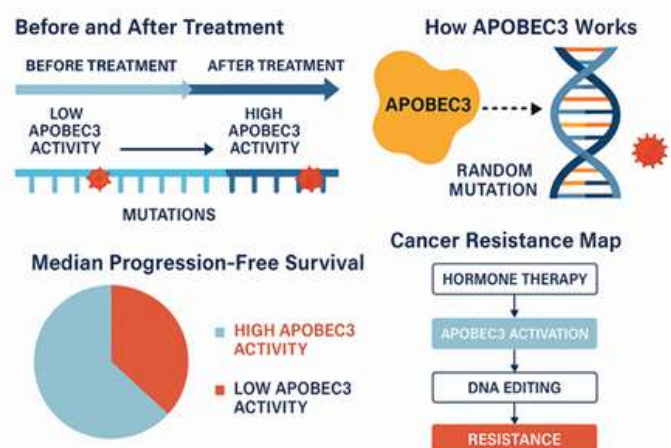 Before and After Treatment
BEFORE TREATMENT
AFTER TREATMENT
LOW
APOBEC3
ACTIVITY
HIGH
APOBEC3
ACTIVITY
MUTATIONS
How APOBEC3 Works
APOBEC3
RANDOM
MUTATION
Median Progression-Free Survival
HIGH APOBEC3
ACTIVITY
LOW APOBEC3
ACTIVITY
Cancer Resistance Map
HORMONE THERAPY
APOBEC3 ACTIVATION
DNA EDITING
RESISTANCE